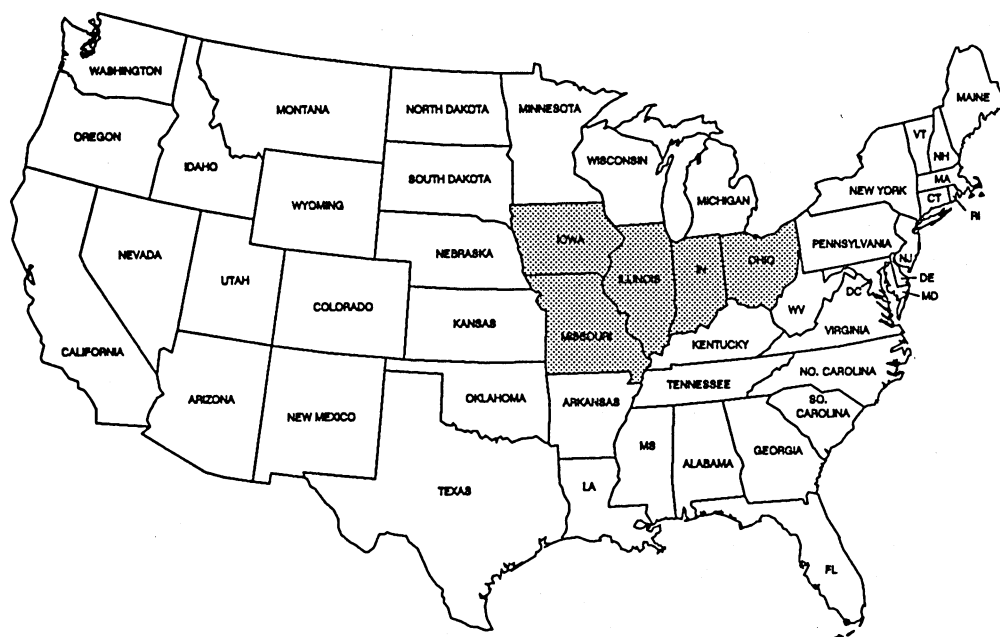 WASHINGTON
MONTANA
NORTH DAKOTA
MINNESOTA
MAINE
OREGON
IDAHO
WISCONSIN
VT
NH
SOUTH DAKOTA
WYOMING
MICHIGAN
NEW YORK
MA
CT
RI
IOWA
NEVADA
NEBRASKA
PENNSYLVANIA
UTAH
ILLINOIS
IN
OHIO
NJ
DE
COLORADO
DC
MD
KANSAS
MISSOURI
WV
VIRGINIA
CALIFORNIA
KENTUCKY
NO. CAROLINA
TENNESSEE
ARIZONA
NEW MEXICO
OKLAHOMA
ARKANSAS
SO.
CAROLINA
MS
ALABAMA
GEORGIA
TEXAS
LA
FL